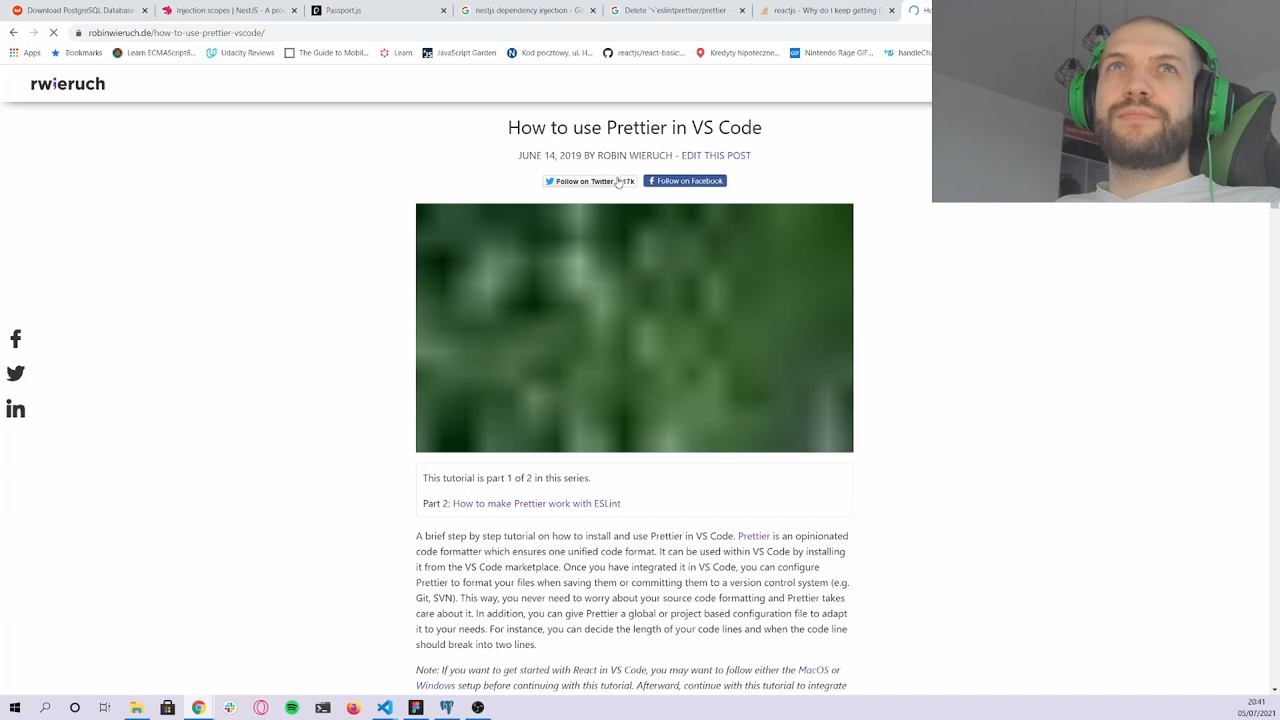 Download PostgreSQL Database
Injection scopes | NestJS - A pro
Passport.js
nestjs dependency injection - Go
Delete `␍`eslintprettier/prettier -
reactjs - Why do I keep getting D
Ho
robinwieruch.de/how-to-use-prettier-vscode/
Apps
Bookmarks
Learn ECMAScript6...
Udacity Reviews
The Guide to Mobil...
Learn
JavaScript Garden
Kod pocztowy, ul. H...
reactjs/react-basic...
Kredyty hipoteczne...
Nintendo Rage GIF...
handleCha
rwieruch
How to use Prettier in VS Code
JUNE 14, 2019 BY ROBIN WIERUCH - EDIT THIS POST
Follow on Twitter 17k
Follow on Facebook
This tutorial is part 1 of 2 in this series.
Part 2: How to make Prettier work with ESLint
A brief step by step tutorial on how to install and use Prettier in VS Code. Prettier is an opinionated
code formatter which ensures one unified code format. It can be used within VS Code by installing
it from the VS Code marketplace. Once you have integrated it in VS Code, you can configure
Prettier to format your files when saving them or committing them to a version control system (e.g.
Git, SVN). This way, you never need to worry about your source code formatting and Prettier takes
care about it. In addition, you can give Prettier a global or project based configuration file to adapt
it to your needs. For instance, you can decide the length of your code lines and when the code line
should break into two lines.
Note: If you want to get started with React in VS Code, you may want to follow either the MacOS or
Windows setup before continuing with this tutorial. Afterward, continue with this tutorial to integrate
20:41
05/07/2021